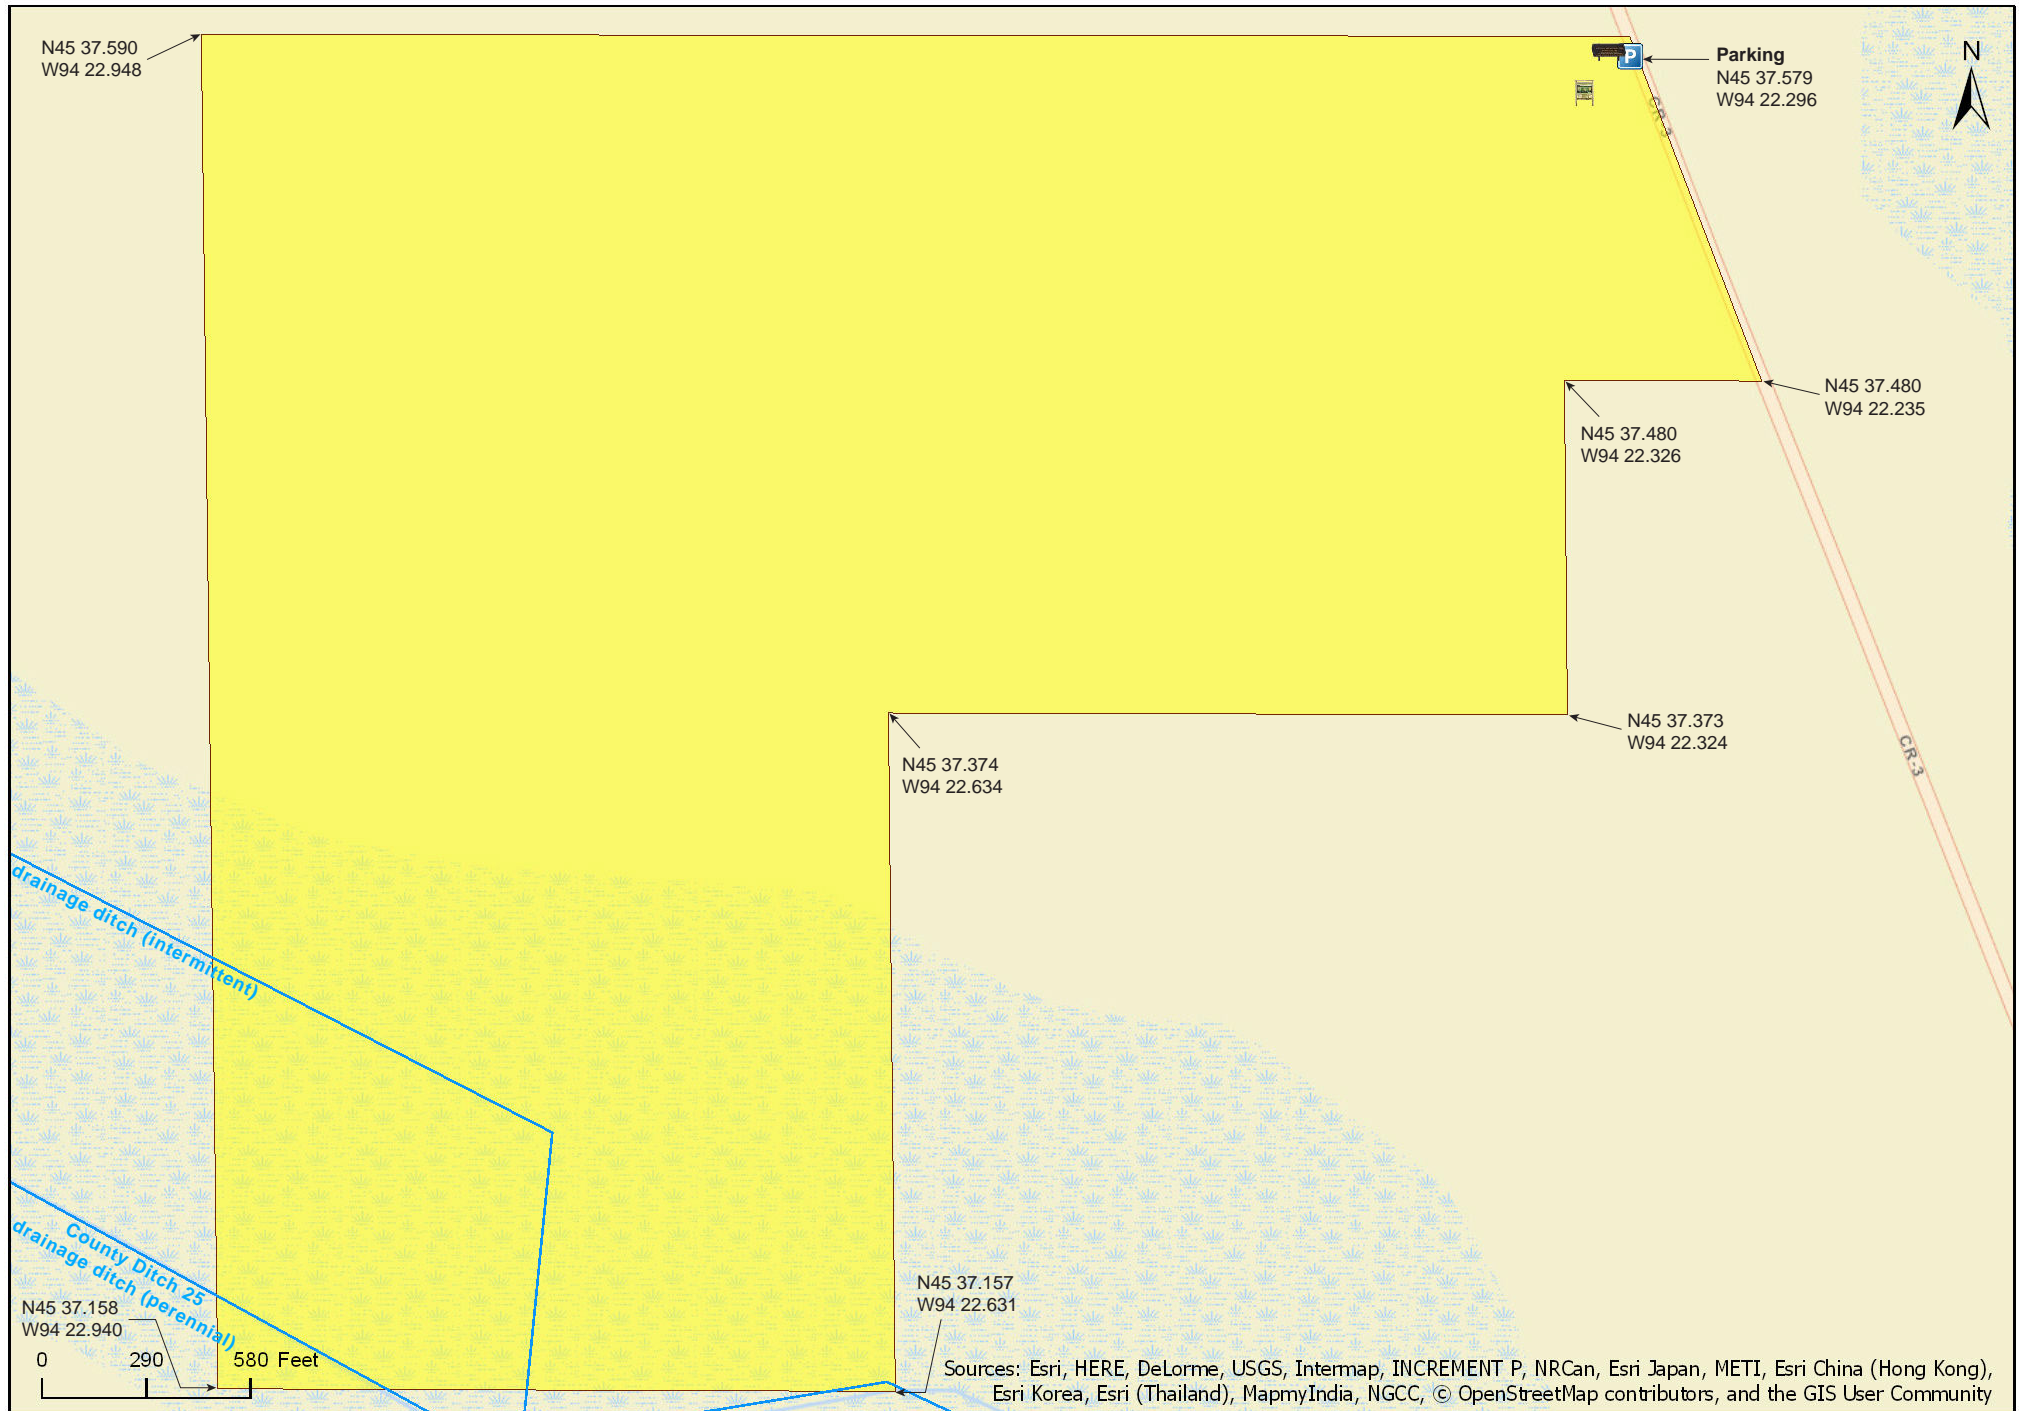 N45 37.590
W94 22.948
P
Parking
N45 37.579
W94 22.296
N
CR-3
N45 37.480
W94 22.235
N45 37.480
W94 22.326
N45 37.373
W94 22.324
CR-3
N45 37.374
W94 22.634
drainage ditch (intermittent)
County Ditch 25
drainage ditch (perennial)
N45 37.157
W94 22.631
N45 37.158
W94 22.940
0 290 580 Feet
Sources: Esri, HERE, DeLorme, USGS, Intermap, INCREMENT P, NRCan, Esri Japan, METI, Esri China (Hong Kong),
Esri Korea, Esri (Thailand), MapmyIndia, NGCC, © OpenStreetMap contributors, and the GIS User Community